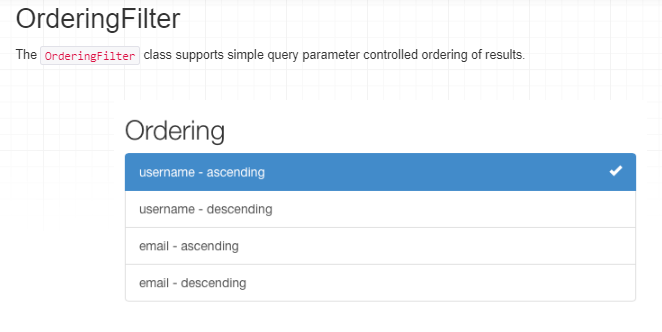 OrderingFilter
The OrderingFilter class supports simple query parameter controlled ordering of results.
Ordering
username - ascending
username - descending
email - ascending
email - descending